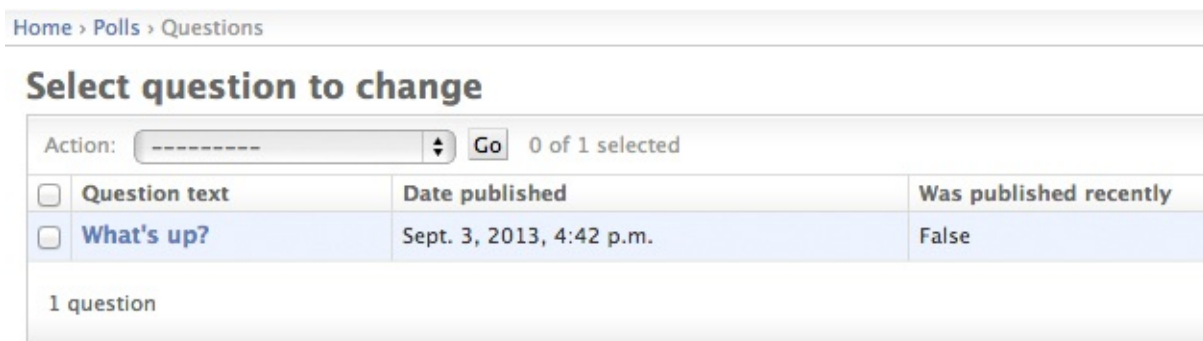 Home › Polls › Questions
Select question to change
Action: --------- Go 0 of 1 selected
Question text Date published Was published recently
What's up? Sept. 3, 2013, 4:42 p.m. False
1 question